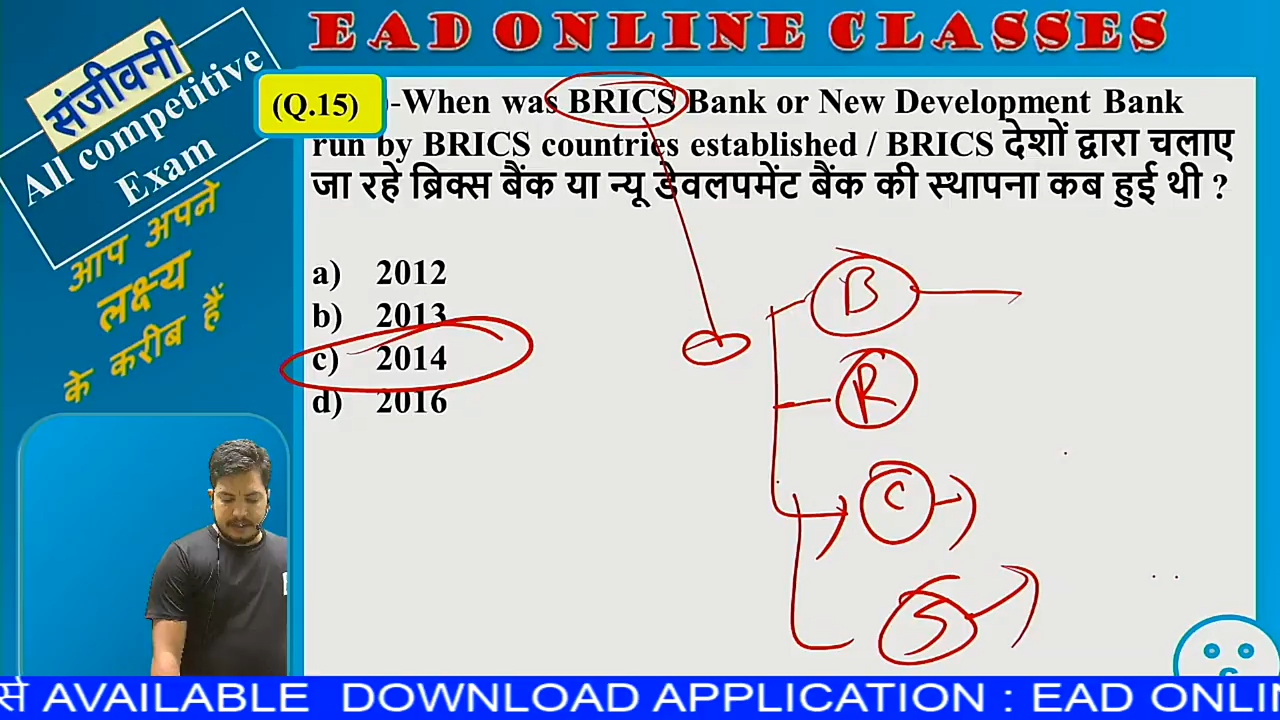 EAD ONLINE CLASSES
संजीवनी
All competitive
Exam
आप अपने
लक्ष्य
के करीब हैं
(Q.15)
-When was BRICS Bank or New Development Bank
run by BRICS countries established / BRICS देशों द्वारा चलाए
जा रहे ब्रिक्स बैंक या न्यू डेवलपमेंट बैंक की स्थापना कब हुई थी ?
a) 2012
b) 2013
c) 2014
d) 2016
B
R
C
S
से AVAILABLE DOWNLOAD APPLICATION : EAD ONLI